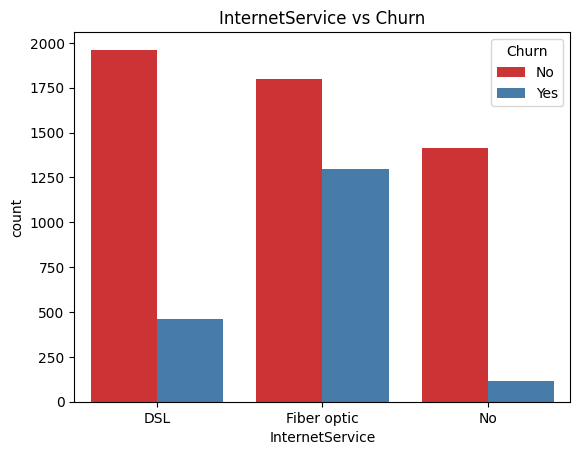 InternetService vs Churn
Churn
No
Yes
2000
1750
1500
1250
1000
750
500
250
0
count
DSL
Fiber optic
No
InternetService